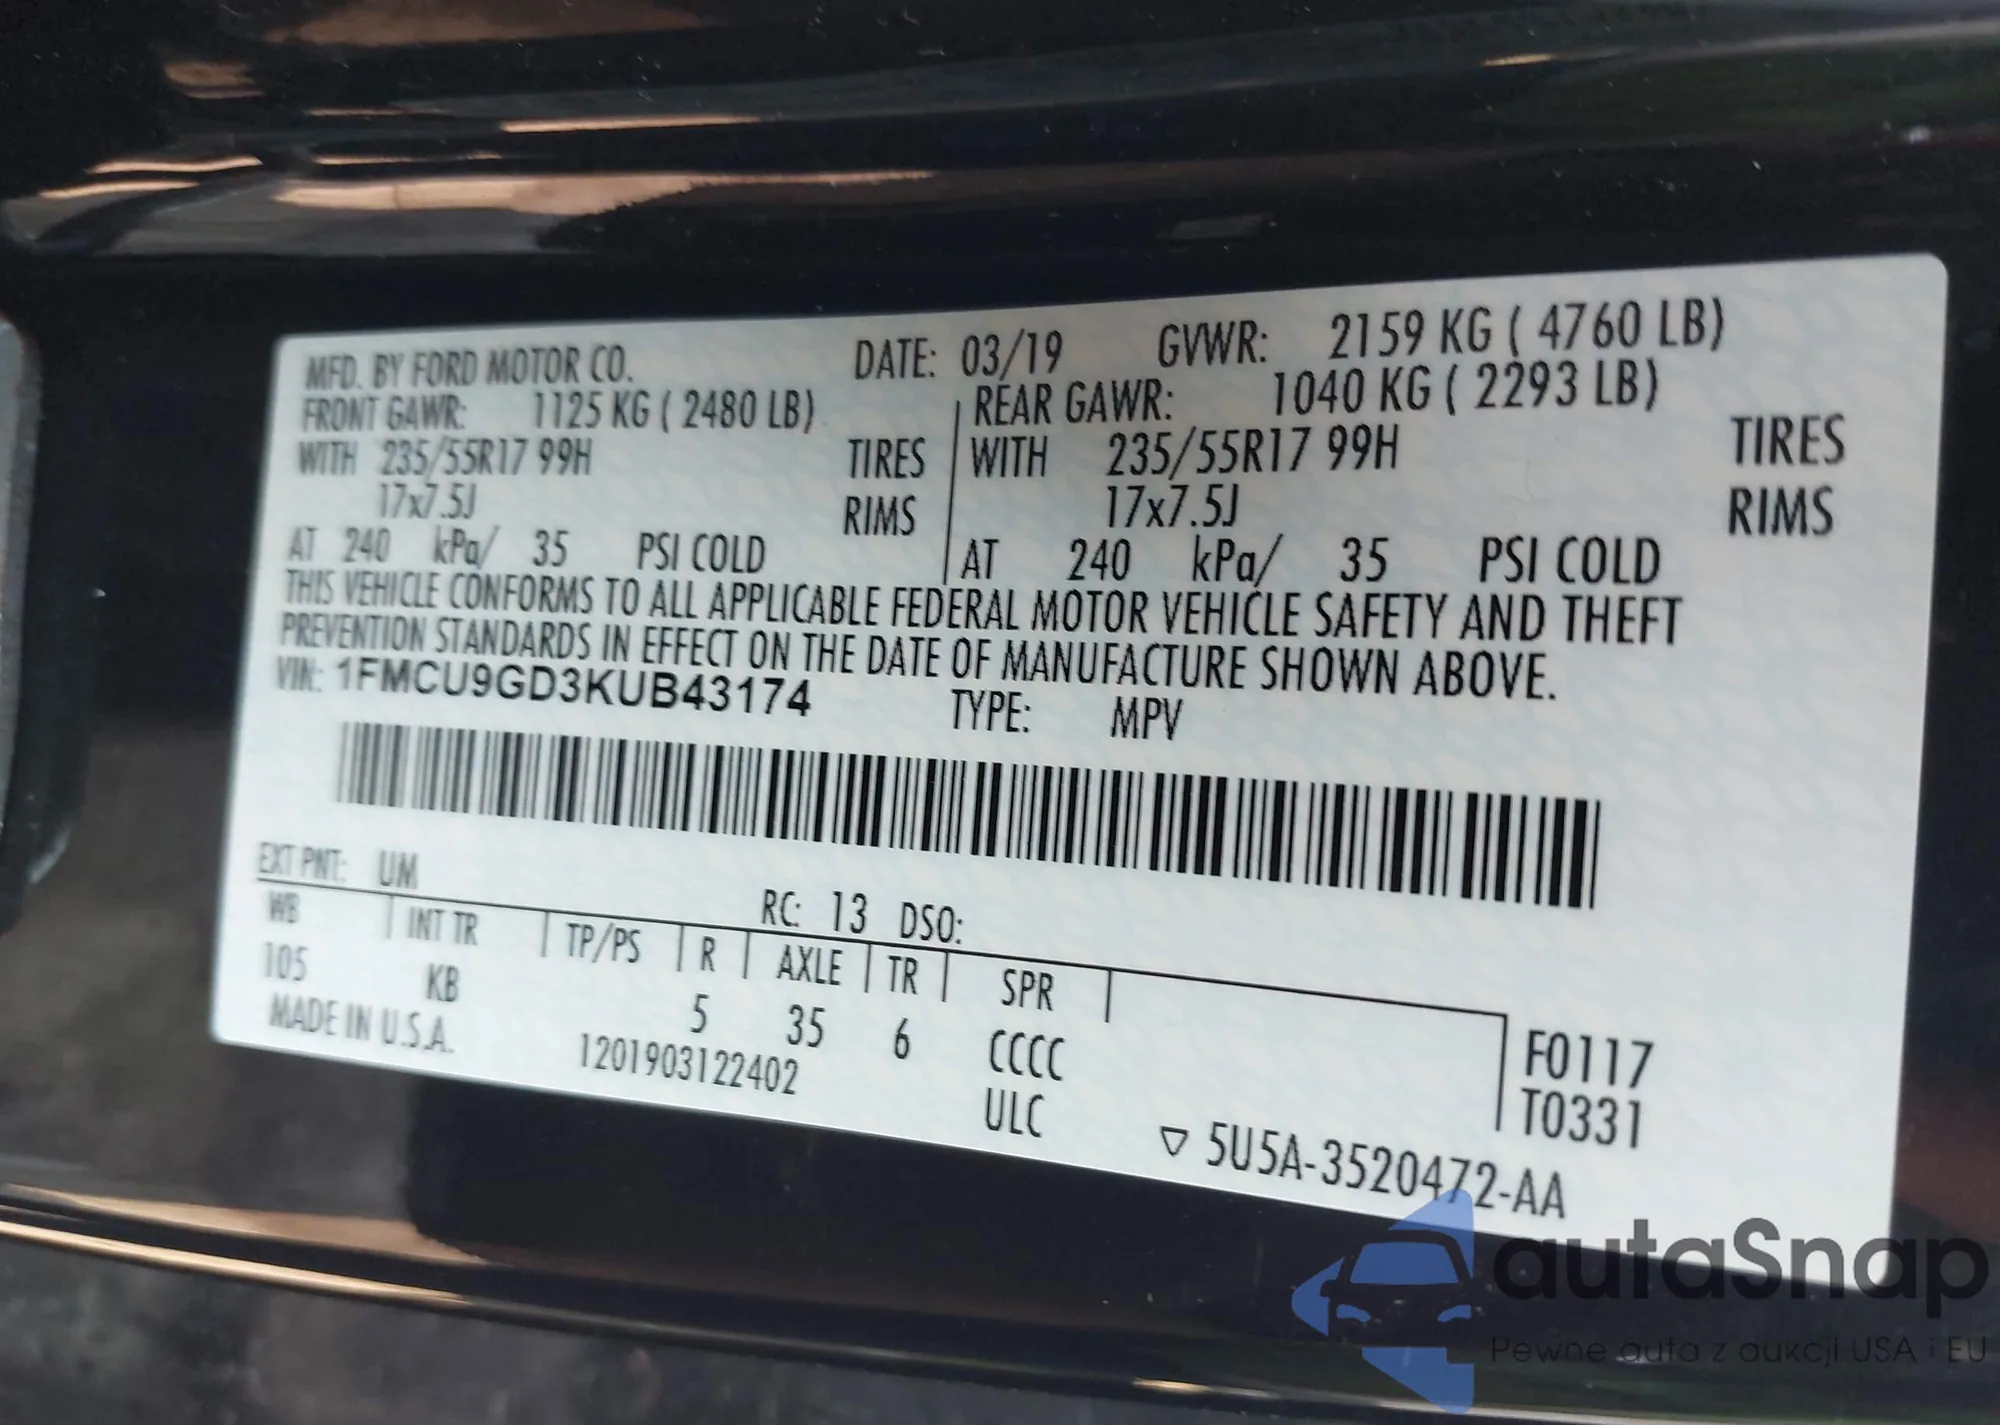 MFD. BY FORD MOTOR CO. DATE: 03/19 GVWR: 2159 KG ( 4760 LB)
FRONT GAWR: 1125 KG ( 2480 LB) REAR GAWR: 1040 KG ( 2293 LB)
WITH 235/55R17 99H TIRES WITH 235/55R17 99H TIRES
17x7.5J RIMS 17x7.5J RIMS
AT 240 kPa/ 35 PSI COLD AT 240 kPa/ 35 PSI COLD
THIS VEHICLE CONFORMS TO ALL APPLICABLE FEDERAL MOTOR VEHICLE SAFETY AND THEFT
PREVENTION STANDARDS IN EFFECT ON THE DATE OF MANUFACTURE SHOWN ABOVE.
VIN: 1FMCU9GD3KUB43174 TYPE: MPV
EXT PNT: UM RC: 13 DSO:
WB INT TR TP/PS R AXLE TR SPR
105 KB 5 35 6 CCCC F0117
MADE IN U.S.A. 1201903122402 ULC T0331
▽ 5U5A-3520472-AA
autaSnap
Pewne auta z aukcji USA i EU